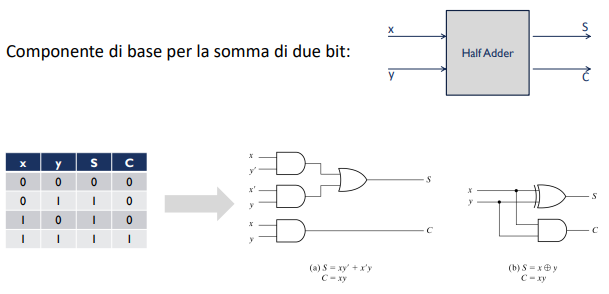 Componente di base per la somma di due bit:
x
y
Half Adder
S
C
x y S C
0 0 0 0
0 1 1 0
1 0 1 0
1 1 1 1
x
y'
x'
y
x
y
S
C
(a) S = xy' + x'y
C = xy
x
y
S
C
(b) S = x ⊕ y
C = xy